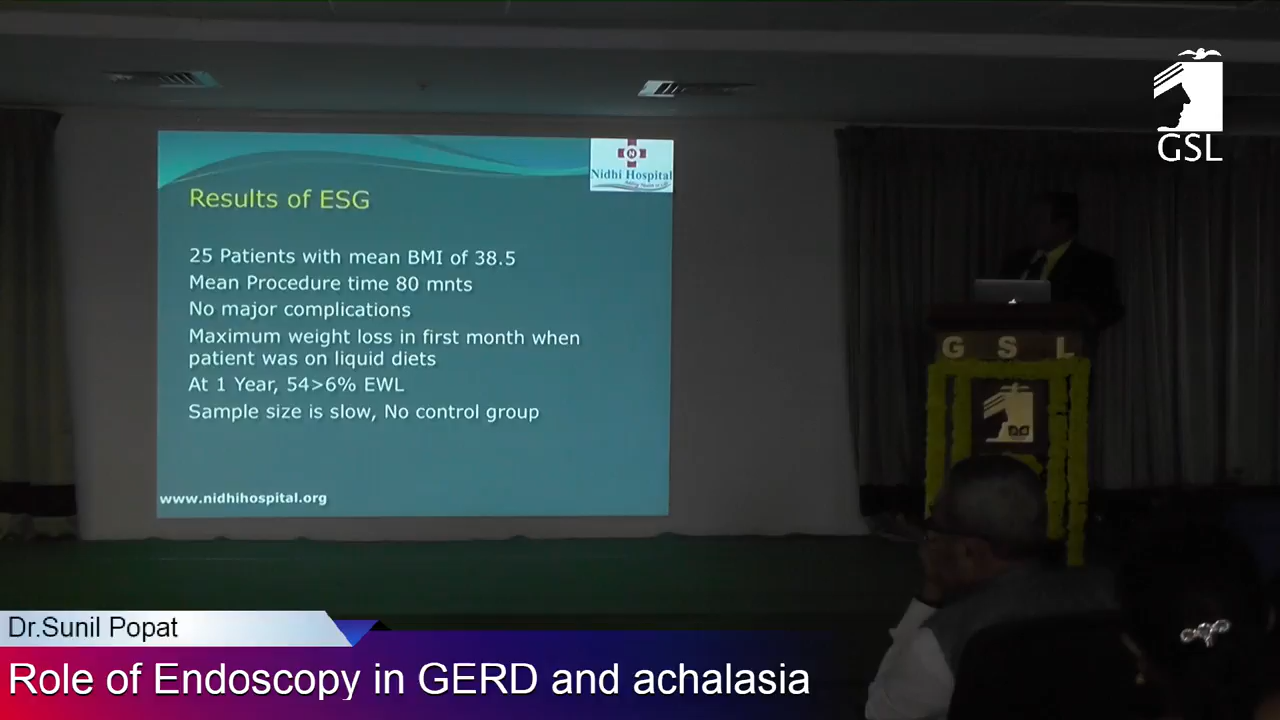 GSL
Nidhi Hospital
Results of ESG
25 Patients with mean BMI of 38.5
Mean Procedure time 80 mnts
No major complications
Maximum weight loss in first month when
patient was on liquid diets
At 1 Year, 54>6% EWL
Sample size is slow, No control group
www.nidhihospital.org
G S L
Dr.Sunil Popat
Role of Endoscopy in GERD and achalasia